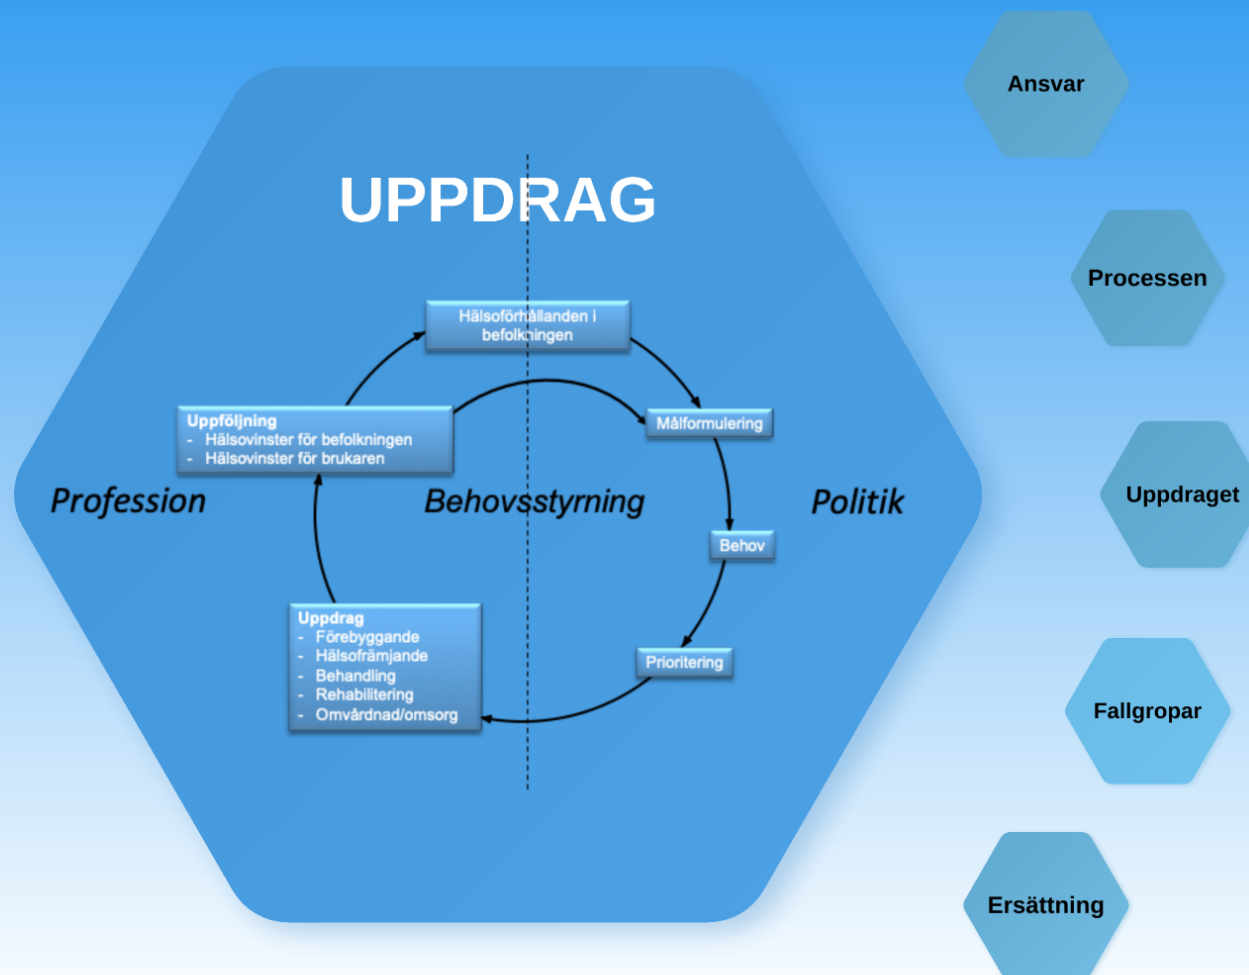 UPPDRAG
Hälsoförhållanden i
befolkningen
Uppföljning
- Hälsovinster för befolkningen
- Hälsovinster för brukaren
Målformulering
Profession
Behovsstyrning
Politik
Behov
Uppdrag
- Förebyggande
- Hälsofrämjande
- Behandling
- Rehabilitering
- Omvårdnad/omsorg
Prioritering
Ansvar
Processen
Uppdraget
Fallgropar
Ersättning